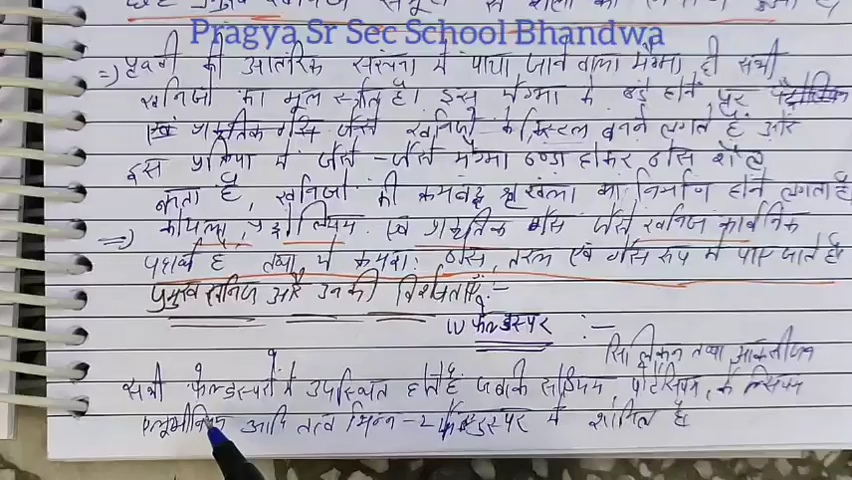 Pragya Sr Sec School Bhandwa
=) पृथ्वी की आतंरिक संरचना में पाया जाने वाला मैग्मा ही सभी
खनिजों का मूल स्त्रोत है। इस मैग्मा के ठंडे होने पर
एवं प्राकृतिक गैस जैसे खनिजों के क्रिस्टल बनने लगते है और
इस प्रक्रिया में जैसे-जैसे मैग्मा ठण्डा होकर ठोस शैल
बनता है, खनिजों की क्रमबद्ध श्रृंखला का निर्माण होने लगता है
=) कोयला, पेट्रोलियम एवं प्राकृतिक गैस जैसे खनिज कार्बनिक
पदार्थ है तथा ये क्रमशः ठोस, तरल एवं गैस रूप में पाए जाते है
प्रमुख खनिज और उनकी विशेषताएँ:-
(1) फेल्डस्पर :-
सिलिकन तथा आक्सीजन
सभी फेल्डस्परों में उपस्थित होते है जबकि सोडियम, पोटेशियम, केल्सियम
एलूमीनियम आदि तत्व भिन्न-2 फेल्डस्पर में शामिल है